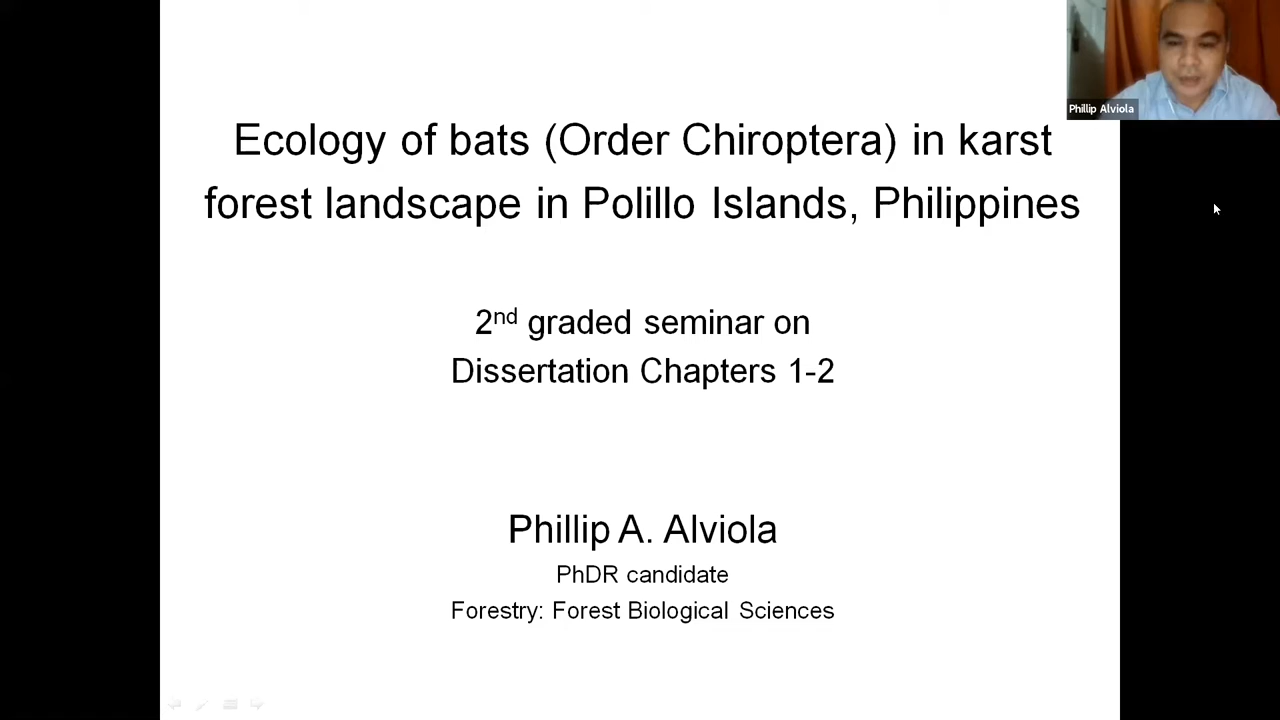 Phillip Alviola
Ecology of bats (Order Chiroptera) in karst
forest landscape in Polillo Islands, Philippines
2nd graded seminar on
Dissertation Chapters 1-2
Phillip A. Alviola
PhDR candidate
Forestry: Forest Biological Sciences